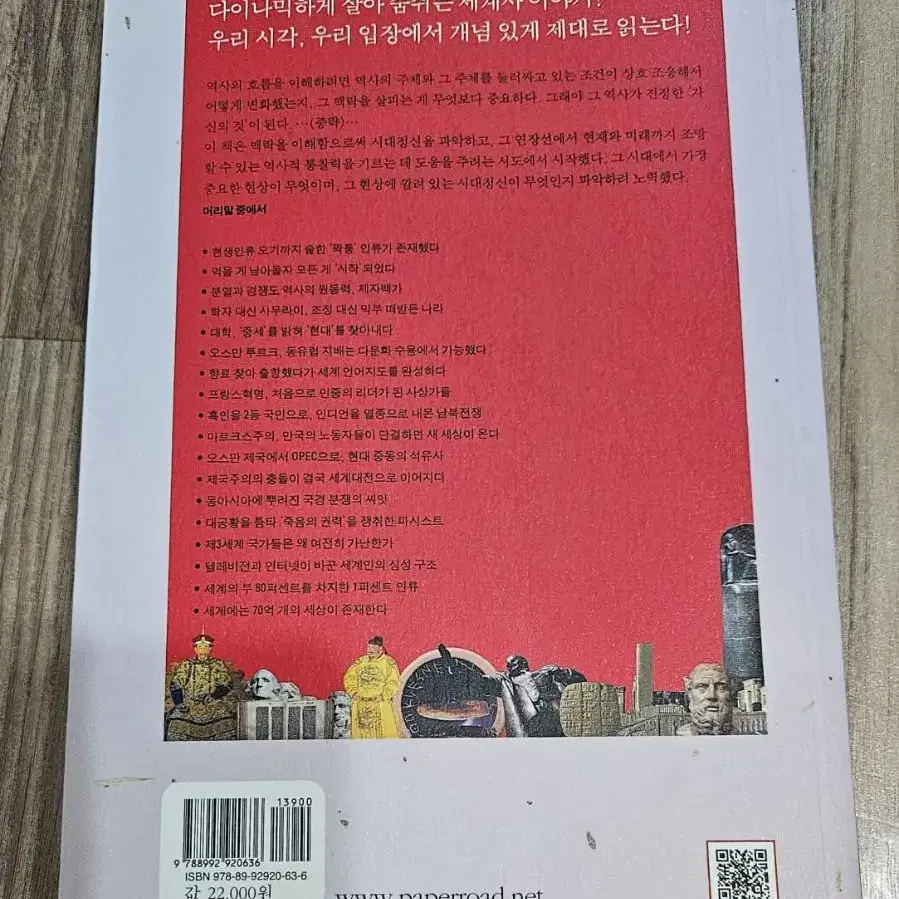 다이나믹하게 살아 숨쉬는 세계사 이야기!
우리 시각, 우리 입장에서 개념 있게 제대로 읽는다!
역사의 흐름을 이해하려면 역사의 주체와 그 주체를 둘러싸고 있는 조건이 상호 조응해서
어떻게 변화했는지, 그 맥락을 살피는 게 무엇보다 중요하다. 그래야 그 역사가 진정한 '자
신의 것'이 된다. …(중략)…
이 책은 맥락을 이해함으로써 시대정신을 파악하고, 그 연장선에서 현재와 미래까지 조망
할 수 있는 역사적 통찰력을 기르는 데 도움을 주려는 시도에서 시작했다. 그 시대에서 가장
중요한 현상이 무엇이며, 그 현상에 깔려 있는 시대정신이 무엇인지 파악하려 노력했다.
머리말 중에서
• 현생인류 오기까지 숱한 '짝퉁' 인류가 존재했다
• 먹을 게 남아돌자 모든 게 '시작'되었다
• 분열과 경쟁도 역사의 원동력, 제자백가
• 학자 대신 사무라이, 조정 대신 막부 떠받든 나라
• 대학, '중세'를 밝혀 '현대'를 찾아내다
• 오스만 투르크, 동유럽 지배는 다문화 수용에서 가능했다
• 향료 찾아 출항했다가 세계 언어지도를 완성하다
• 프랑스혁명, 처음으로 민중의 리더가 된 사상가들
• 흑인을 2등 국민으로, 인디언을 멸종으로 내몬 남북전쟁
• 마르크스주의, 만국의 노동자들이 단결하면 새 세상이 온다
• 오스만 제국에서 OPEC으로, 현대 중동의 석유사
• 제국주의의 충돌이 결국 세계대전으로 이어지다
• 동아시아에 뿌려진 국경 분쟁의 씨앗
• 대공황을 틈타 '죽음의 권력'을 쟁취한 파시스트
• 제3세계 국가들은 왜 여전히 가난한가
• 텔레비전과 인터넷이 바꾼 세계인의 심성 구조
• 세계의 부 80퍼센트를 차지한 1퍼센트 인류
• 세계에는 70억 개의 세상이 존재한다
13900
9 788992 920636
ISBN 978-89-92920-63-6
값 22,000원
www.paperroad.net